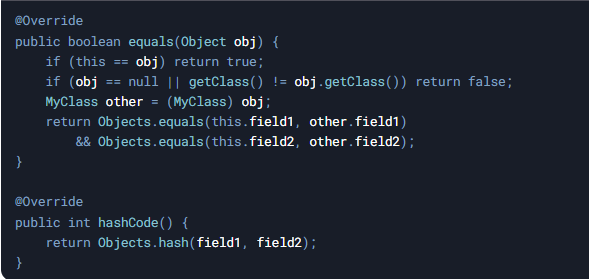 @Override
public boolean equals(Object obj) {
    if (this == obj) return true;
    if (obj == null || getClass() != obj.getClass()) return false;
    MyClass other = (MyClass) obj;
    return Objects.equals(this.field1, other.field1)
        && Objects.equals(this.field2, other.field2);
}

@Override
public int hashCode() {
    return Objects.hash(field1, field2);
}